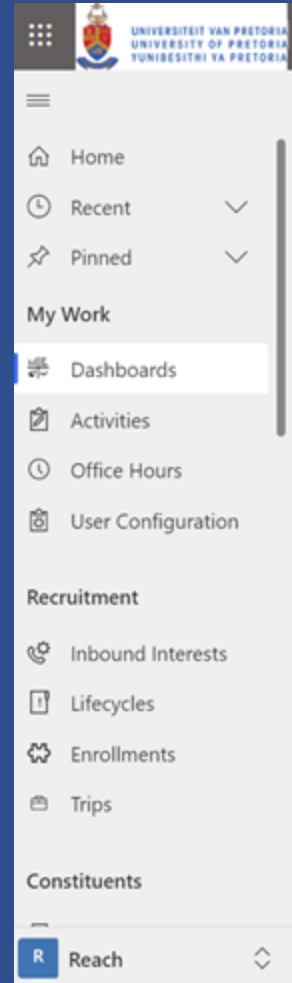 UNIVERSITEIT VAN PRETORIA
UNIVERSITY OF PRETORIA
YUNIBESITHI YA PRETORIA
Home
Recent
Pinned
My Work
Dashboards
Activities
Office Hours
User Configuration
Recruitment
Inbound Interests
Lifecycles
Enrollments
Trips
Constituents
R Reach